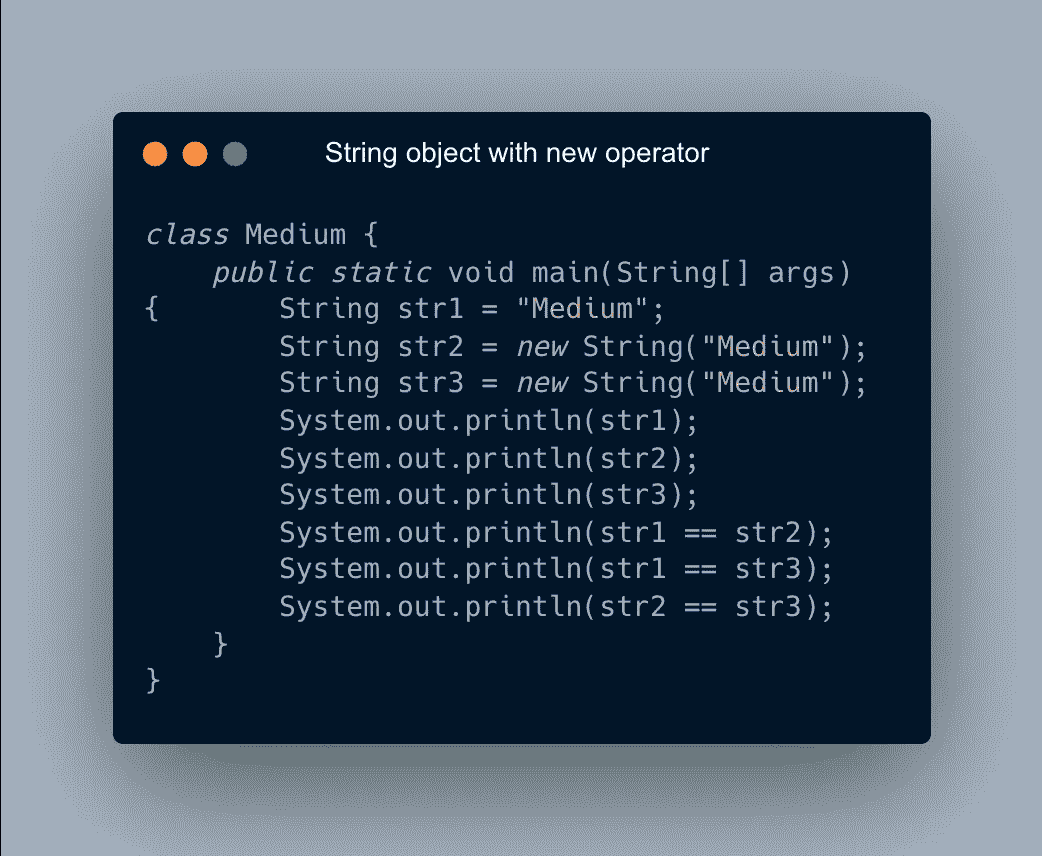 String object with new operator
class Medium {
    public static void main(String[] args)
{       String str1 = "Medium";
        String str2 = new String("Medium");
        String str3 = new String("Medium");
        System.out.println(str1);
        System.out.println(str2);
        System.out.println(str3);
        System.out.println(str1 == str2);
        System.out.println(str1 == str3);
        System.out.println(str2 == str3);
    }
}